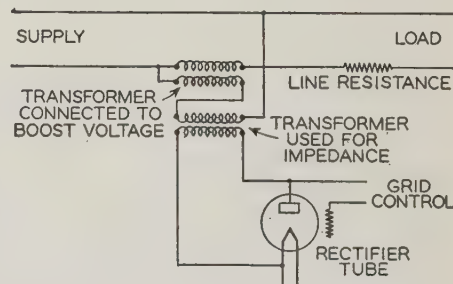 SUPPLY
LOAD
LINE RESISTANCE
TRANSFORMER
CONNECTED TO
BOOST VOLTAGE
TRANSFORMER
USED FOR
IMPEDANCE
GRID
CONTROL
RECTIFIER
TUBE